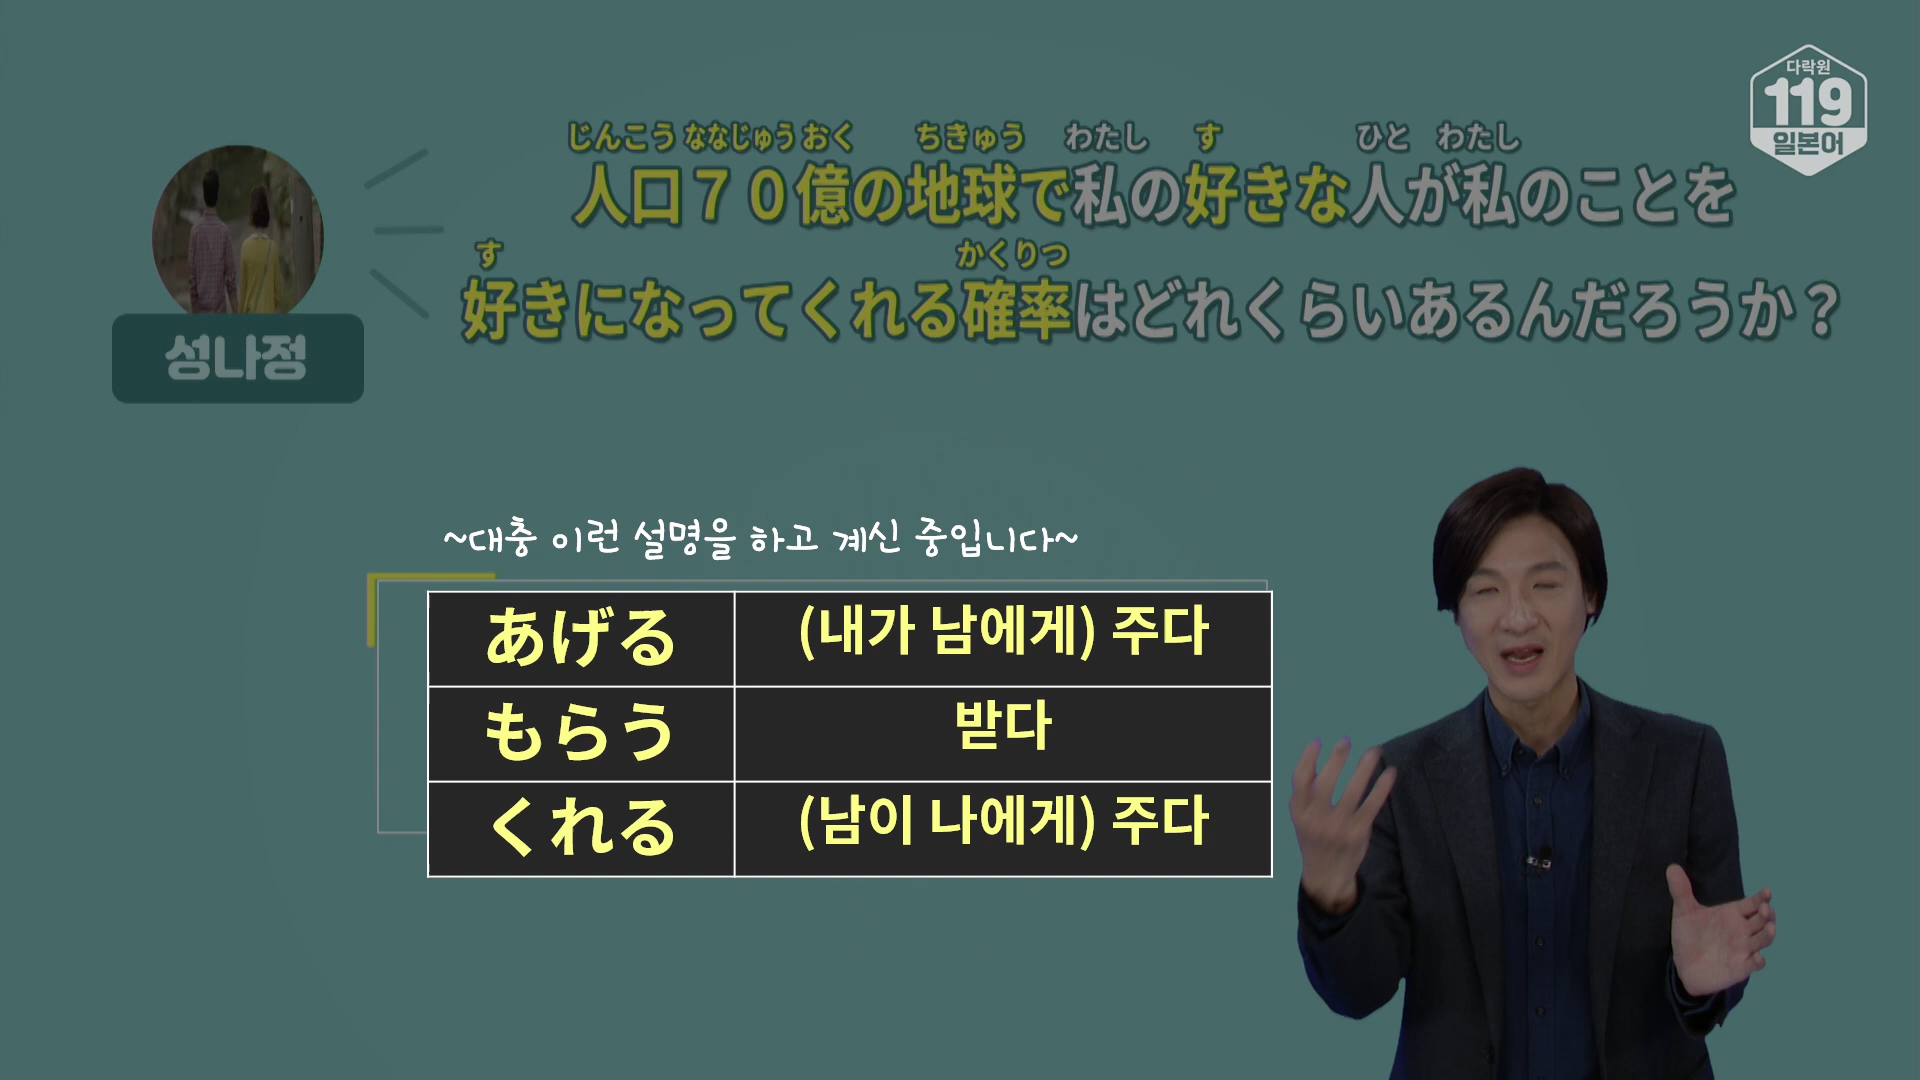 다락원
119
일본어
じんこう ななじゅうおく ちきゅう わたし す ひと わたし
人口７０億の地球で私の好きな人が私のことを
す かくりつ
好きになってくれる確率はどれくらいあるんだろうか？
성나정
~대충 이런 설명을 하고 계신 중입니다~
あげる (내가 남에게) 주다
もらう 받다
くれる (남이 나에게) 주다